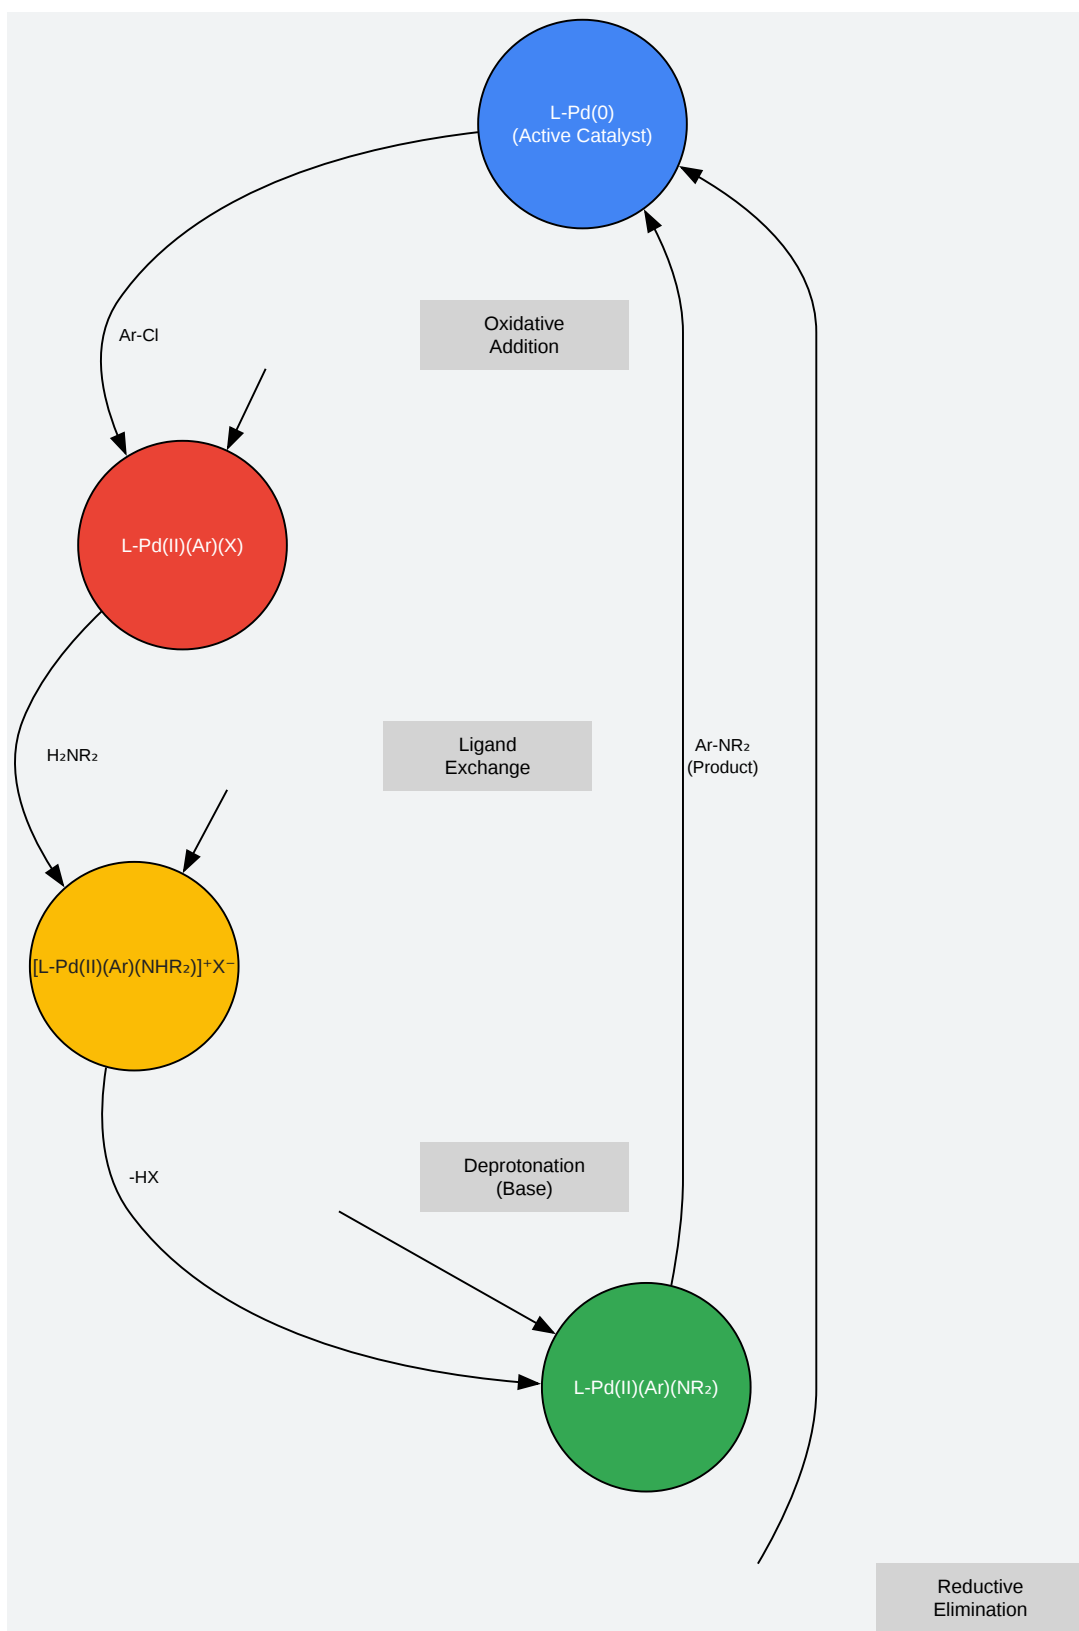 L-Pd(0)
(Active Catalyst)
Ar-Cl
Oxidative
Addition
L-Pd(II)(Ar)(X)
H₂NR₂
Ligand
Exchange
Ar-NR₂
(Product)
[L-Pd(II)(Ar)(NHR₂)]⁺X⁻
-HX
Deprotonation
(Base)
L-Pd(II)(Ar)(NR₂)
Reductive
Elimination